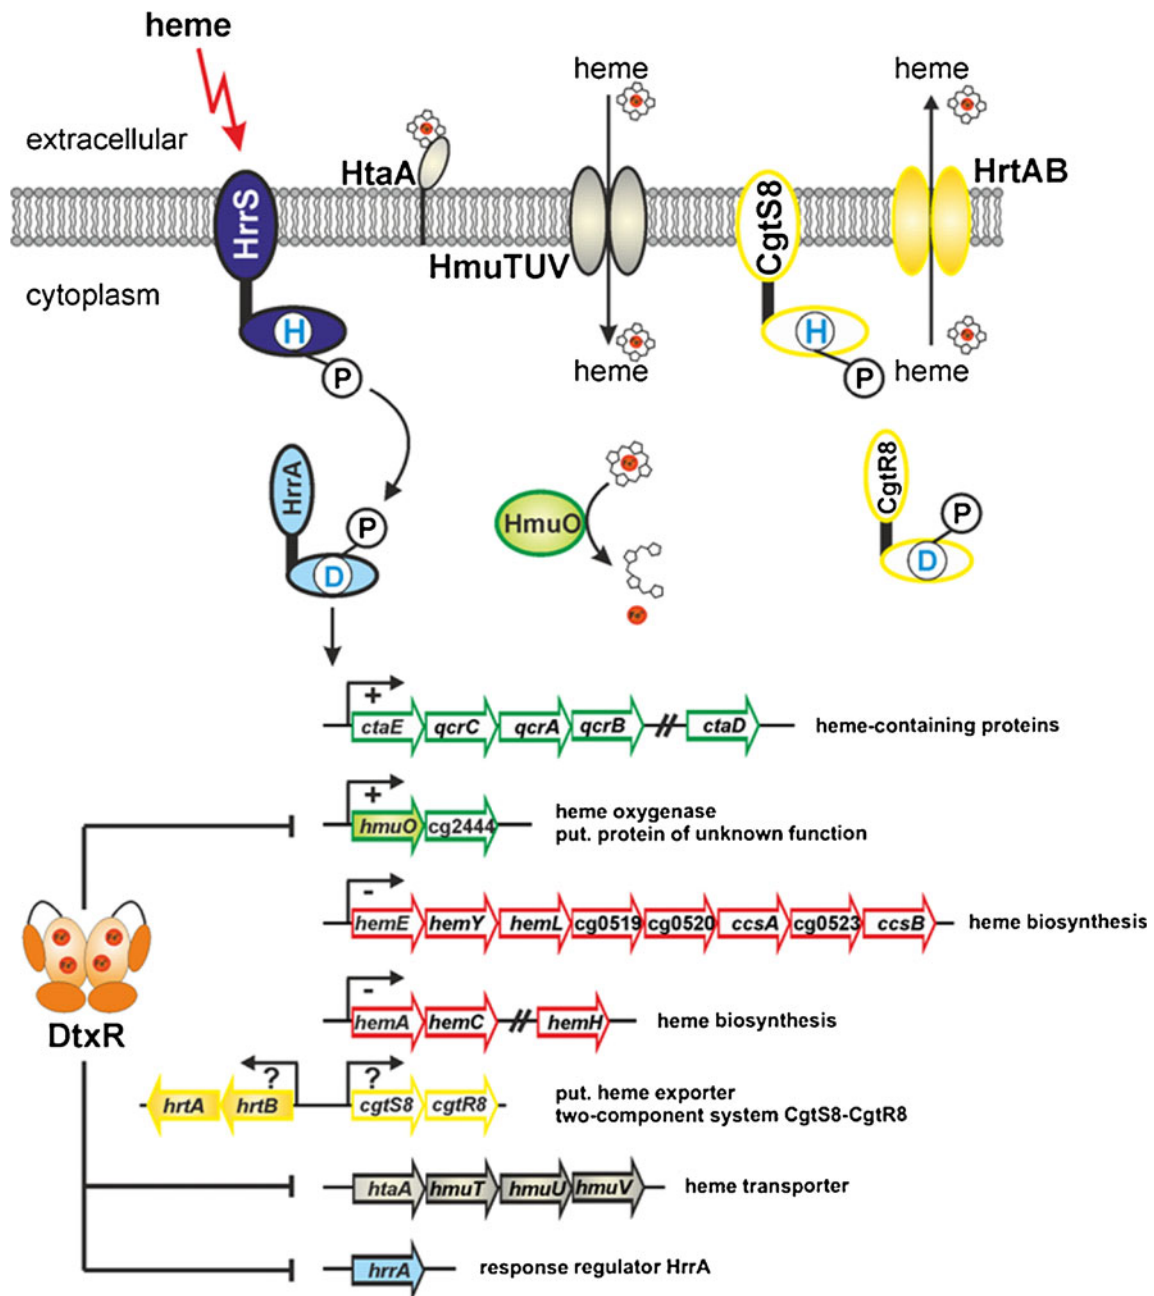 heme
extracellular
HtaA
heme
heme
HrtAB
HrrS
CgtS8
HmuTUV
cytoplasm
H
P
heme
H
P
heme
HrrA
P
D
HmuO
CgtR8
P
D
+
ctaE qcrC qcrA qcrB // ctaD
heme-containing proteins
+
hmuO cg2444
heme oxygenase
put. protein of unknown function
-
hemE hemY hemL cg0519 cg0520 ccsA cg0523 ccsB
heme biosynthesis
-
hemA hemC // hemH
heme biosynthesis
DtxR
? ?
hrtA hrtB cgtS8 cgtR8
put. heme exporter
two-component system CgtS8-CgtR8
htaA hmuT hmuU hmuV
heme transporter
hrrA
response regulator HrrA